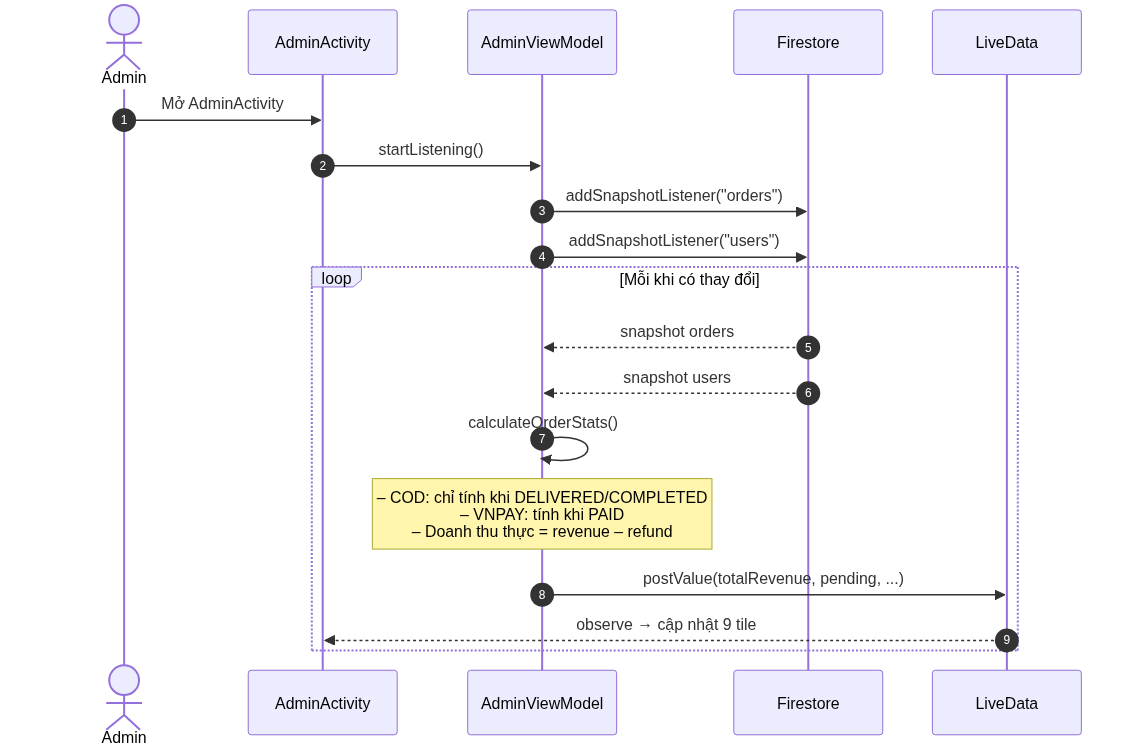 Admin
AdminActivity
AdminViewModel
Firestore
LiveData
Mở AdminActivity
1
startListening()
2
addSnapshotListener("orders")
3
addSnapshotListener("users")
4
loop
[Mỗi khi có thay đổi]
snapshot orders
5
snapshot users
6
calculateOrderStats()
7
– COD: chỉ tính khi DELIVERED/COMPLETED
– VNPAY: tính khi PAID
– Doanh thu thực = revenue – refund
postValue(totalRevenue, pending, ...)
8
observe → cập nhật 9 tile
9
Admin
AdminActivity
AdminViewModel
Firestore
LiveData